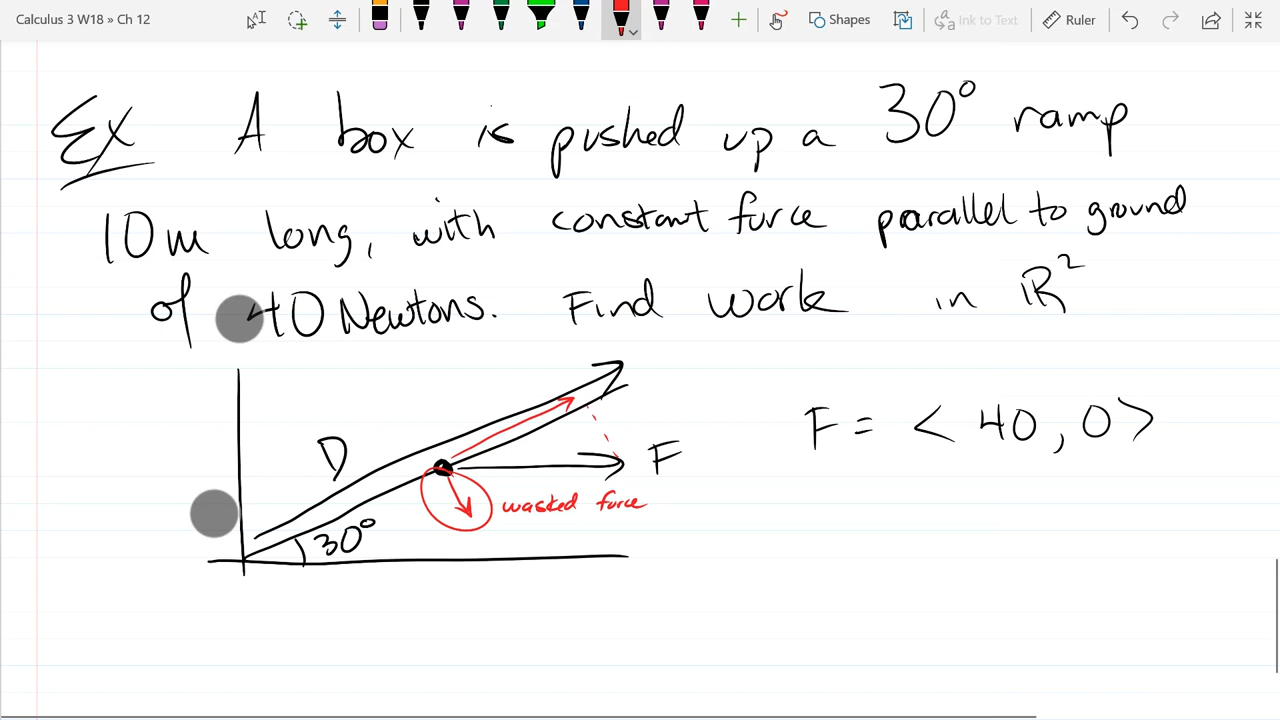 Calculus 3 W18 » Ch 12
Shapes
Ink to Text
Ruler
Ex A box is pushed up a 30° ramp
10m long, with constant force parallel to ground
of 40 Newtons. Find work in ℝ²
D
F
F = < 40, 0 >
wasted force
30°